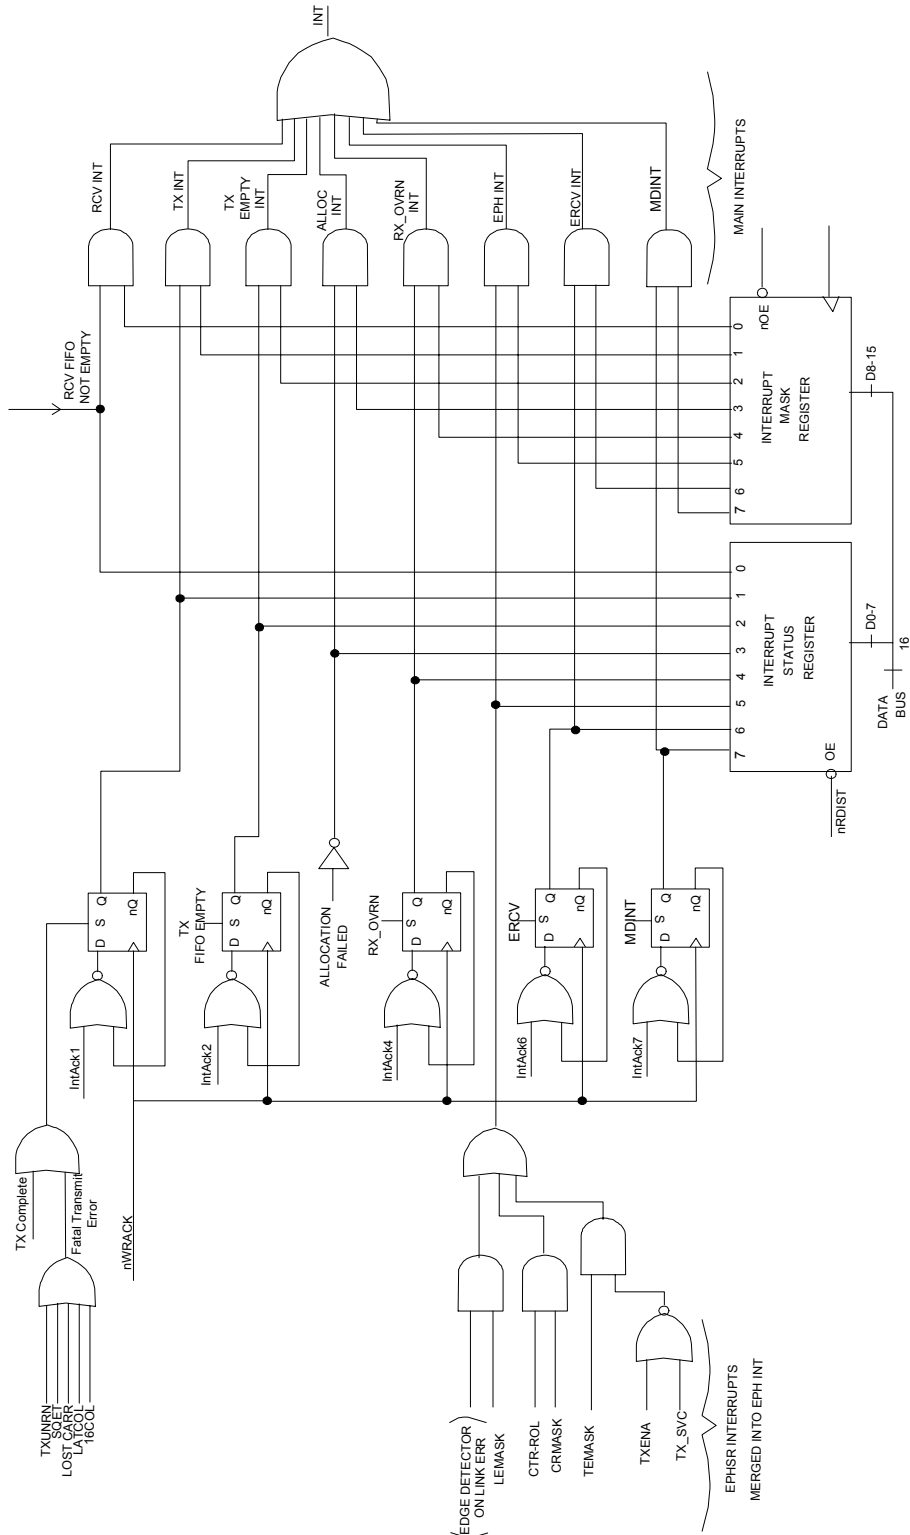 INT
RCV INT
TX INT
TX
EMPTY
INT
ALLOC
INT
RX_OVRN
INT
EPH INT
ERCV INT
MDINT
MAIN INTERRUPTS
RCV FIFO
NOT EMPTY
0
1
2
3
4
5
6
7
nOE
INTERRUPT
MASK
REGISTER
D8-15
0
1
2
3
4
5
6
7
OE
INTERRUPT
STATUS
REGISTER
D0-7
16
DATA
BUS
nRDIST
D
S
Q
nQ
IntAck1
TX
FIFO EMPTY
D
S
Q
nQ
IntAck2
ALLOCATION
FAILED
RX_OVRN
D
S
Q
nQ
IntAck4
ERCV
D
S
Q
nQ
IntAck6
MDINT
D
S
Q
nQ
IntAck7
TX Complete
Fatal Transmit
Error
nWRACK
TXUNRN
SQET
LOST CARR
LATCOL
16COL
EDGE DETECTOR
ON LINK ERR
LEMASK
CTR-ROL
CRMASK
TEMASK
TXENA
TX_SVC
EPHSR INTERRUPTS
MERGED INTO EPH INT